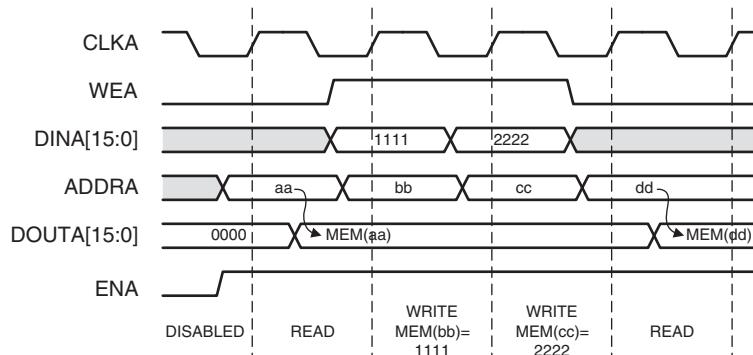 CLKA
WEA
DINA[15:0] 1111 2222
ADDRA aa bb cc dd
DOUTA[15:0] 0000 MEM(aa) MEM(dd)
ENA
DISABLED READ WRITE MEM(bb)= 1111 WRITE MEM(cc)= 2222 READ